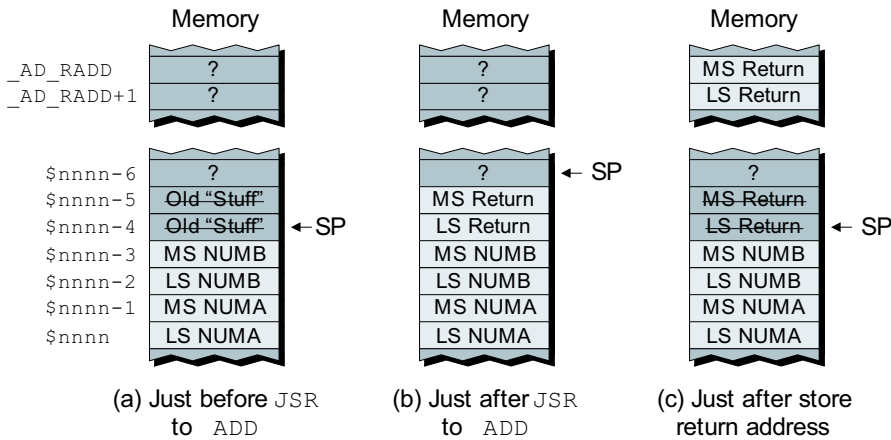 Memory
Memory
Memory
_AD_RADD
?
?
MS Return
_AD_RADD+1
?
?
LS Return
$nnnn-6
?
?
← SP
?
$nnnn-5
Old “Stuff”
MS Return
MS Return
$nnnn-4
Old “Stuff”
← SP
LS Return
LS Return
← SP
$nnnn-3
MS NUMB
MS NUMB
MS NUMB
$nnnn-2
LS NUMB
LS NUMB
LS NUMB
$nnnn-1
MS NUMA
MS NUMA
MS NUMA
$nnnn
LS NUMA
LS NUMA
LS NUMA
(a) Just before JSR
to ADD
(b) Just after JSR
to ADD
(c) Just after store
return address